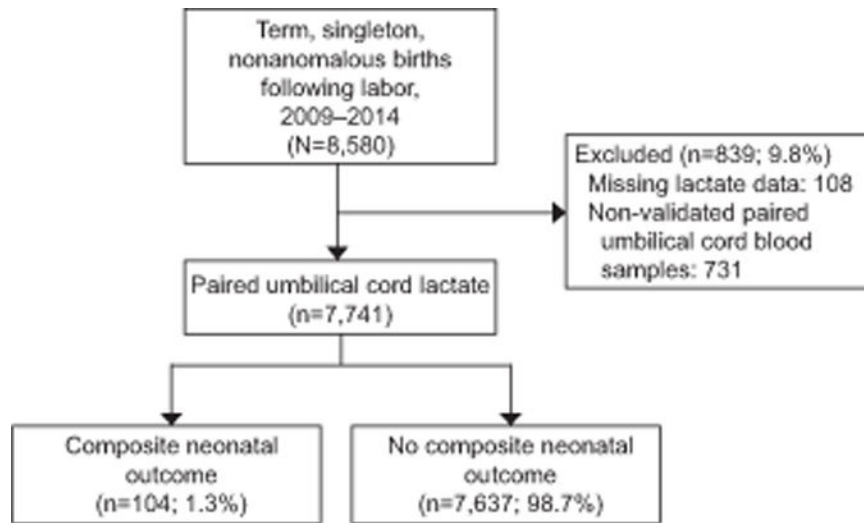 Term, singleton,
nonanomalous births
following labor,
2009–2014
(N=8,580)
Excluded (n=839; 9.8%)
Missing lactate data: 108
Non-validated paired
umbilical cord blood
samples: 731
Paired umbilical cord lactate
(n=7,741)
Composite neonatal
outcome
(n=104; 1.3%)
No composite neonatal
outcome
(n=7,637; 98.7%)